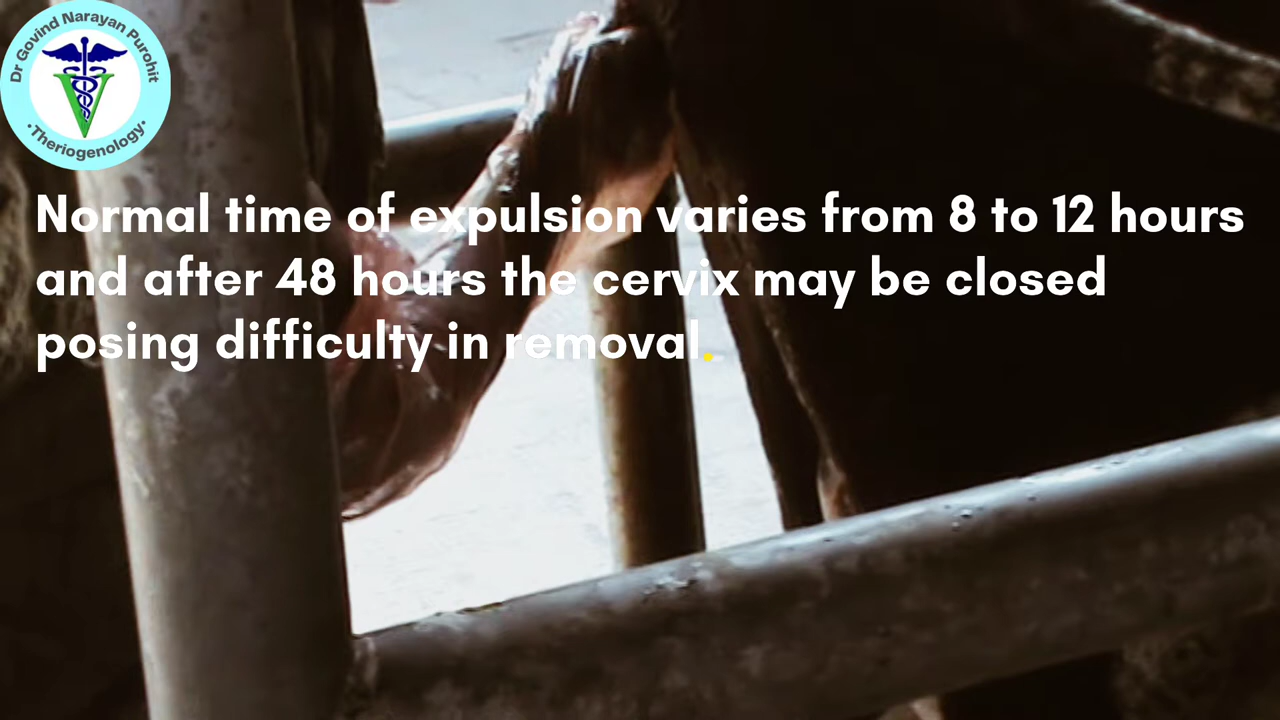 Dr Govind Narayan Purohit
•Theriogenology•
Normal time of expulsion varies from 8 to 12 hours
and after 48 hours the cervix may be closed
posing difficulty in removal.